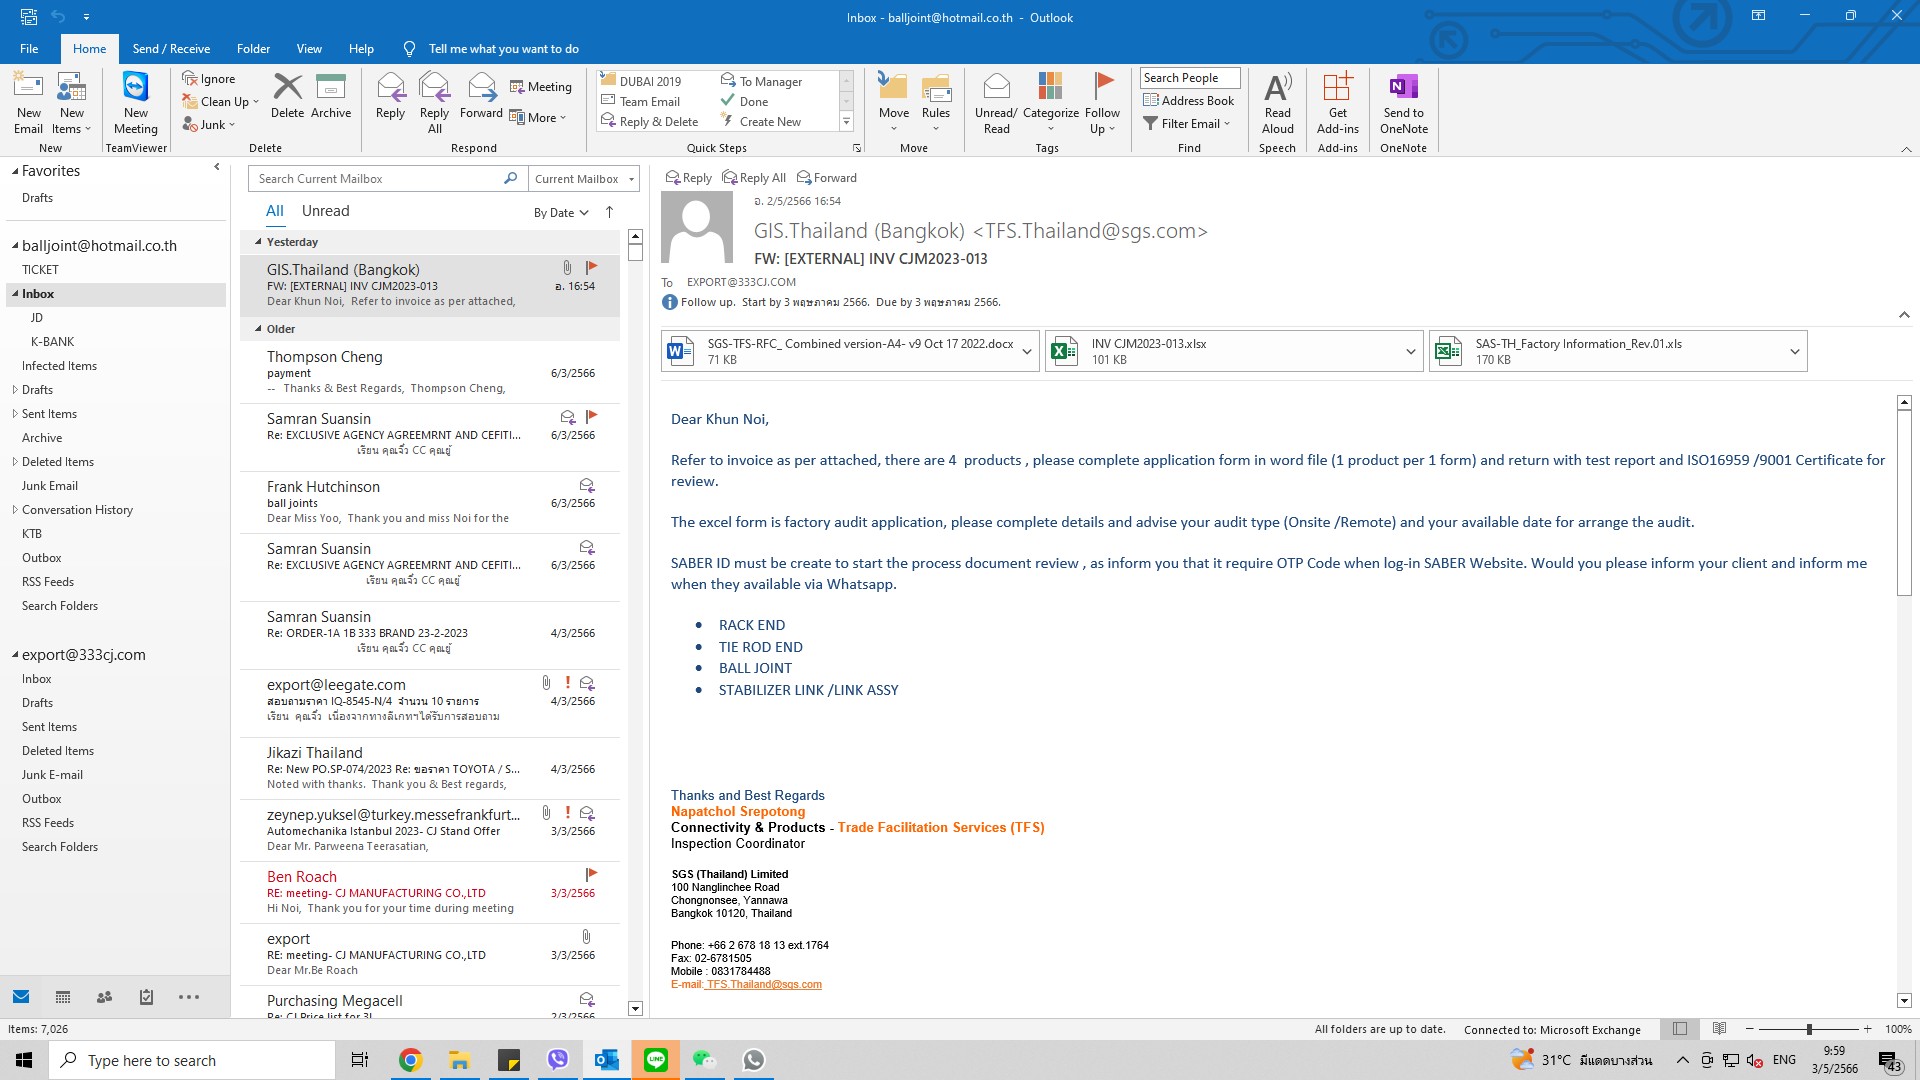 Inbox - balljoint@hotmail.co.th - Outlook
File Home Send / Receive Folder View Help Tell me what you want to do
New Email
New Items
New
New Meeting
TeamViewer
Ignore
Clean Up
Junk
Delete
Archive
Delete
Reply
Reply All
Forward
Meeting
More
Respond
DUBAI 2019
Team Email
Reply & Delete
To Manager
Done
Create New
Quick Steps
Move
Rules
Move
Unread/ Read
Categorize
Follow Up
Tags
Search People
Address Book
Filter Email
Find
Read Aloud
Speech
Get Add-ins
Add-ins
Send to OneNote
OneNote
Favorites
Drafts
balljoint@hotmail.co.th
TICKET
Inbox
JD
K-BANK
Infected Items
Drafts
Sent Items
Archive
Deleted Items
Junk Email
Conversation History
KTB
Outbox
RSS Feeds
Search Folders
export@333cj.com
Inbox
Drafts
Sent Items
Deleted Items
Junk E-mail
Outbox
RSS Feeds
Search Folders
Search Current Mailbox Current Mailbox
All Unread By Date
Yesterday
GIS.Thailand (Bangkok)
FW: [EXTERNAL] INV CJM2023-013 อ. 16:54
Dear Khun Noi, Refer to invoice as per attached,
Older
Thompson Cheng
payment 6/3/2566
-- Thanks & Best Regards, Thompson Cheng,
Samran Suansin
Re: EXCLUSIVE AGENCY AGREEMRNT AND CEFITI... 6/3/2566
เรียน คุณจิ๋ว CC คุณยู้
Frank Hutchinson
ball joints 6/3/2566
Dear Miss Yoo, Thank you and miss Noi for the
Samran Suansin
Re: EXCLUSIVE AGENCY AGREEMRNT AND CEFITI... 6/3/2566
เรียน คุณจิ๋ว CC คุณยู้
Samran Suansin
Re: ORDER-1A 1B 333 BRAND 23-2-2023 4/3/2566
เรียน คุณจิ๋ว CC คุณยู้
export@leegate.com
สอบถามราคา IQ-8545-N/4 จำนวน 10 รายการ 4/3/2566
เรียน คุณจิ๋ว เนื่องจากทางลีเกทฯได้รับการสอบถาม
Jikazi Thailand
Re: New PO.SP-074/2023 Re: ขอราคา TOYOTA / S... 4/3/2566
Noted with thanks. Thank you & Best regards,
zeynep.yuksel@turkey.messefrankfurt...
Automechanika Istanbul 2023- CJ Stand Offer 3/3/2566
Dear Mr. Parweena Teerasatian,
Ben Roach
RE: meeting- CJ MANUFACTURING CO.,LTD 3/3/2566
Hi Noi, Thank you for your time during meeting
export
RE: meeting- CJ MANUFACTURING CO.,LTD 3/3/2566
Dear Mr.Be Roach
Purchasing Megacell
Re: CJ Price list for 3J 2/3/2566
Reply Reply All Forward
อ. 2/5/2566 16:54
GIS.Thailand (Bangkok) <TFS.Thailand@sgs.com>
FW: [EXTERNAL] INV CJM2023-013
To EXPORT@333CJ.COM
Follow up. Start by 3 พฤษภาคม 2566. Due by 3 พฤษภาคม 2566.
SGS-TFS-RFC_ Combined version-A4- v9 Oct 17 2022.docx
71 KB
INV CJM2023-013.xlsx
101 KB
SAS-TH_Factory Information_Rev.01.xls
170 KB
Dear Khun Noi,
Refer to invoice as per attached, there are 4 products , please complete application form in word file (1 product per 1 form) and return with test report and ISO16959 /9001 Certificate for
review.
The excel form is factory audit application, please complete details and advise your audit type (Onsite /Remote) and your available date for arrange the audit.
SABER ID must be create to start the process document review , as inform you that it require OTP Code when log-in SABER Website. Would you please inform your client and inform me
when they available via Whatsapp.
• RACK END
• TIE ROD END
• BALL JOINT
• STABILIZER LINK /LINK ASSY
Thanks and Best Regards
Napatchol Srepotong
Connectivity & Products - Trade Facilitation Services (TFS)
Inspection Coordinator
SGS (Thailand) Limited
100 Nanglinchee Road
Chongnonsee, Yannawa
Bangkok 10120, Thailand
Phone: +66 2 678 18 13 ext.1764
Fax: 02-6781505
Mobile : 0831784488
E-mail: TFS.Thailand@sgs.com
Items: 7,026 All folders are up to date. Connected to: Microsoft Exchange 100%
Type here to search
LINE
31°C มีแดดบางส่วน
ENG
9:59
3/5/2566
43